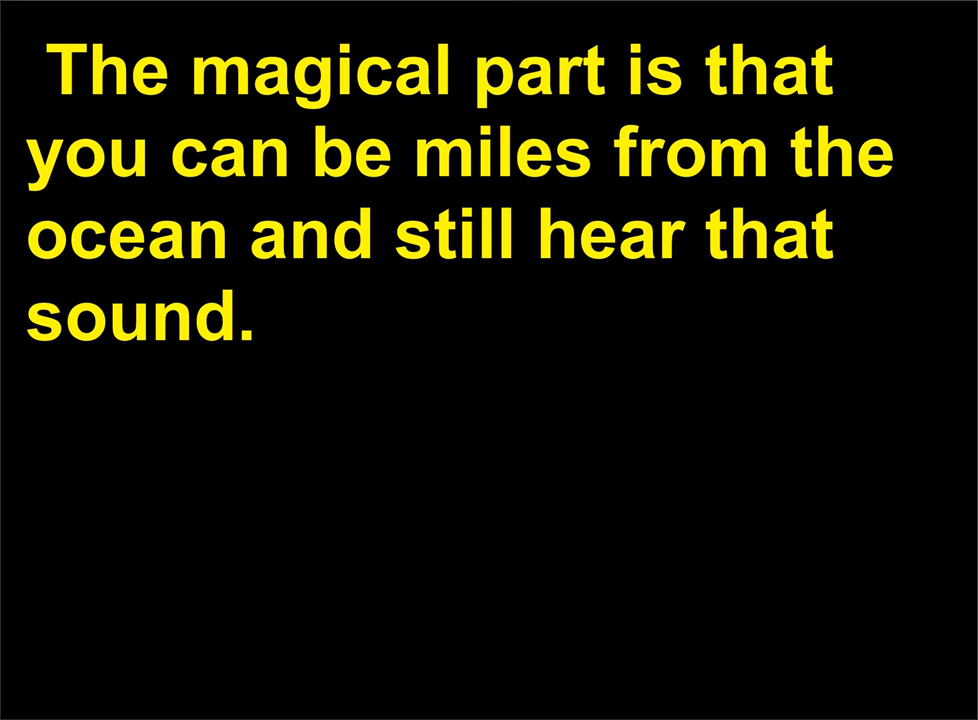 The magical part is that
you can be miles from the
ocean and still hear that
sound.